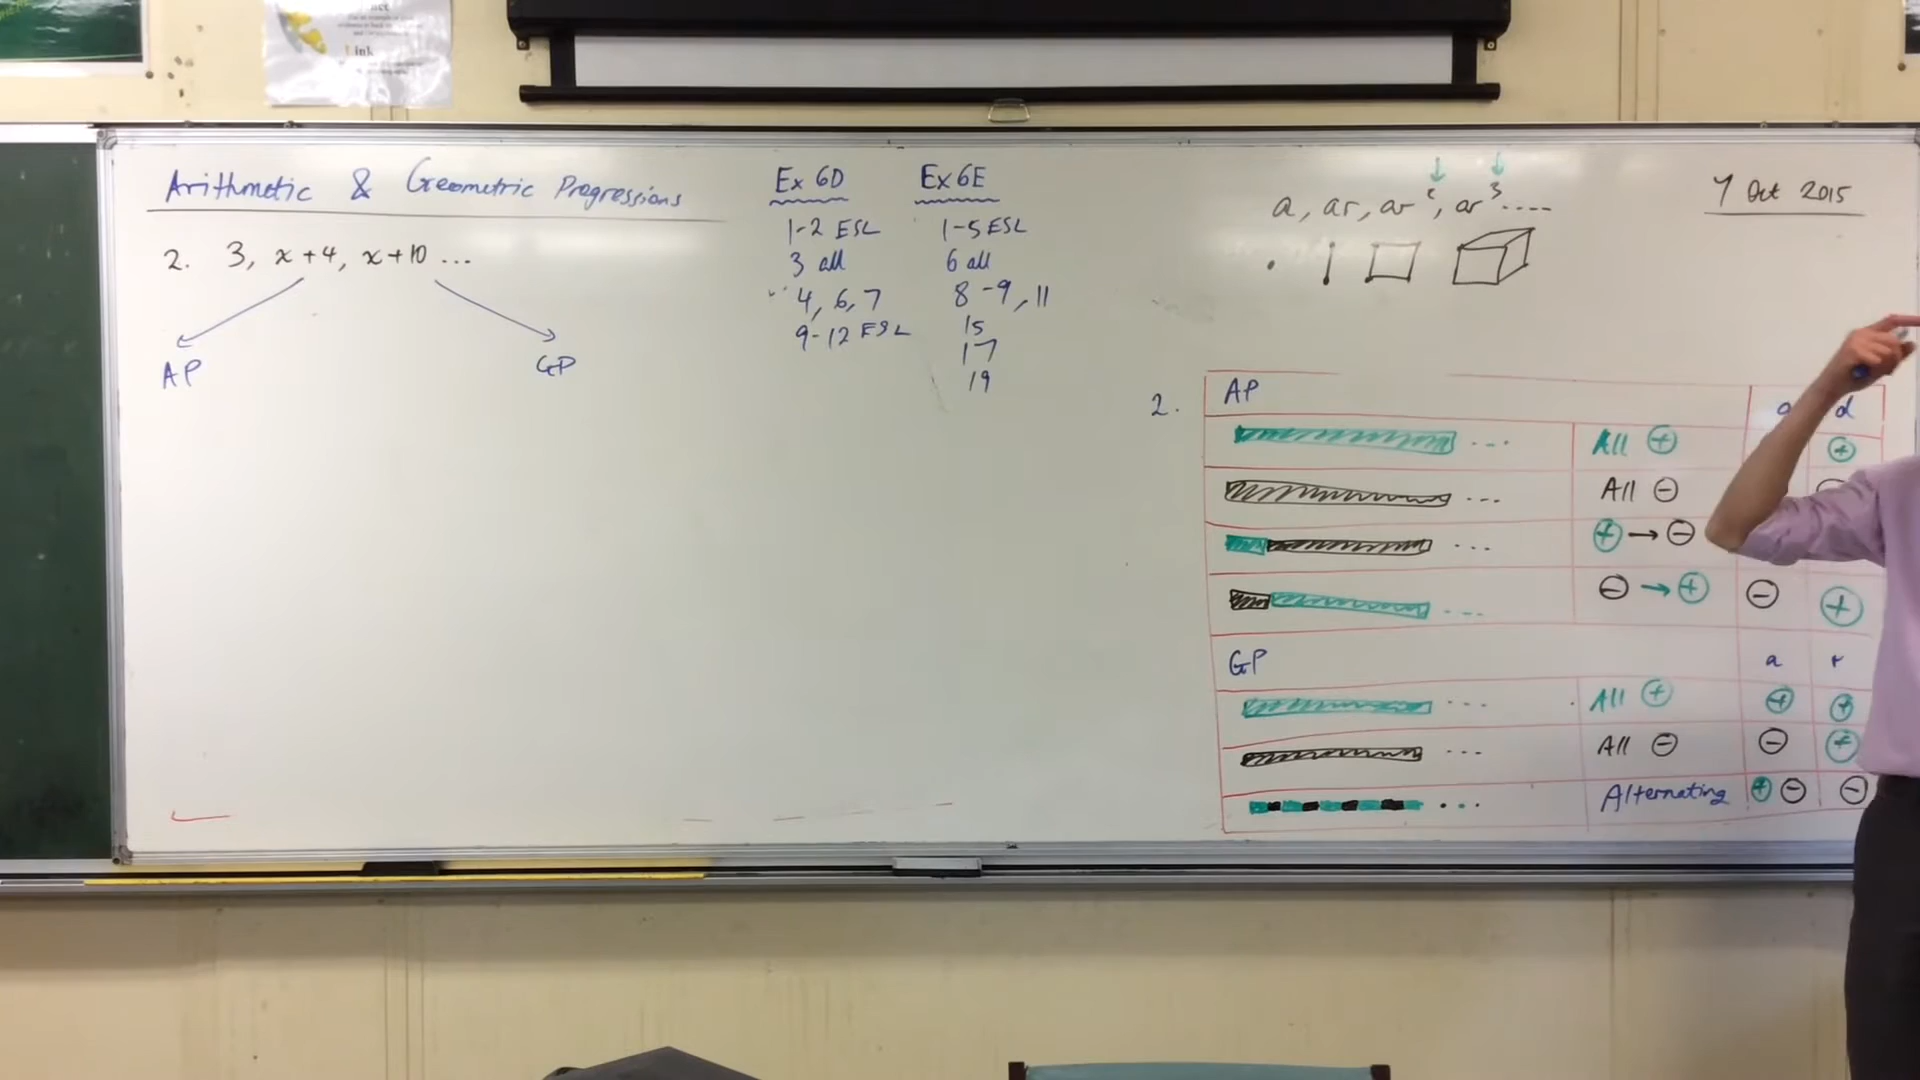 ink
Arithmetic & Geometric Progressions
2. 3, x+4, x+10 ...
AP
GP
Ex 6D
1-2 ESL
3 all
4, 6, 7
9-12 ESL
Ex 6E
1-5 ESL
6 all
8-9, 11
15
17
19
a, ar, ar², ar³....
7 Oct 2015
2.
AP
d
... All ⊕ ⊕
... All ⊖
... ⊕ → ⊖
.... ⊖ → ⊕ ⊖ ⊕
GP a r
... All ⊕ ⊕ ⊕
... All ⊖ ⊖ ⊕
... Alternating ⊕ ⊖ ⊖